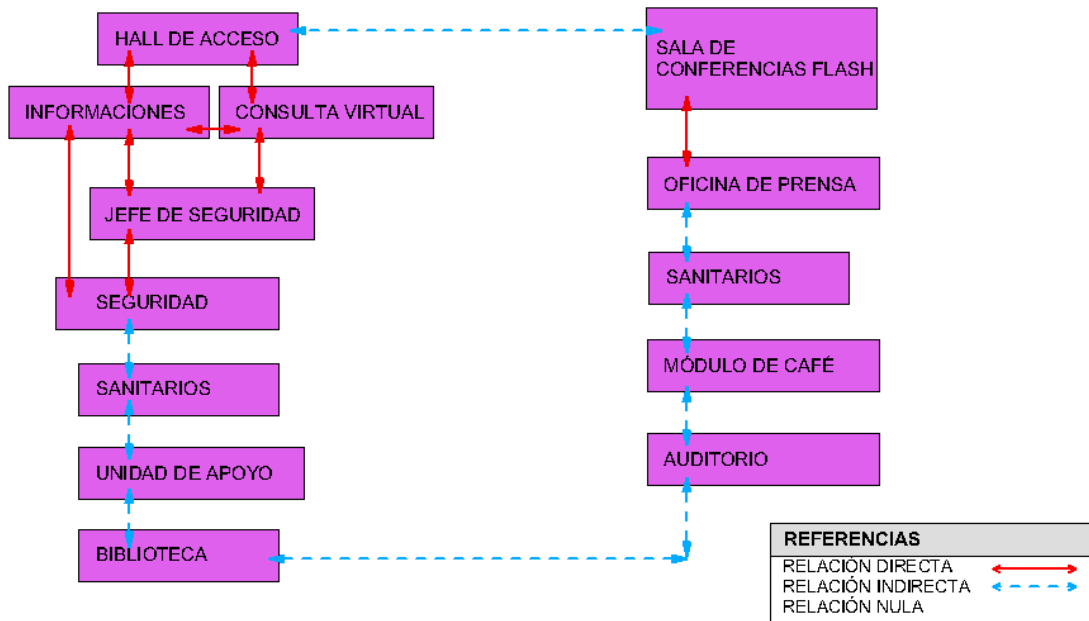 HALL DE ACCESO
INFORMACIONES
CONSULTA VIRTUAL
JEFE DE SEGURIDAD
SEGURIDAD
SANITARIOS
UNIDAD DE APOYO
BIBLIOTECA
SALA DE
CONFERENCIAS FLASH
OFICINA DE PRENSA
SANITARIOS
MÓDULO DE CAFÉ
AUDITORIO
REFERENCIAS
RELACIÓN DIRECTA
RELACIÓN INDIRECTA
RELACIÓN NULA